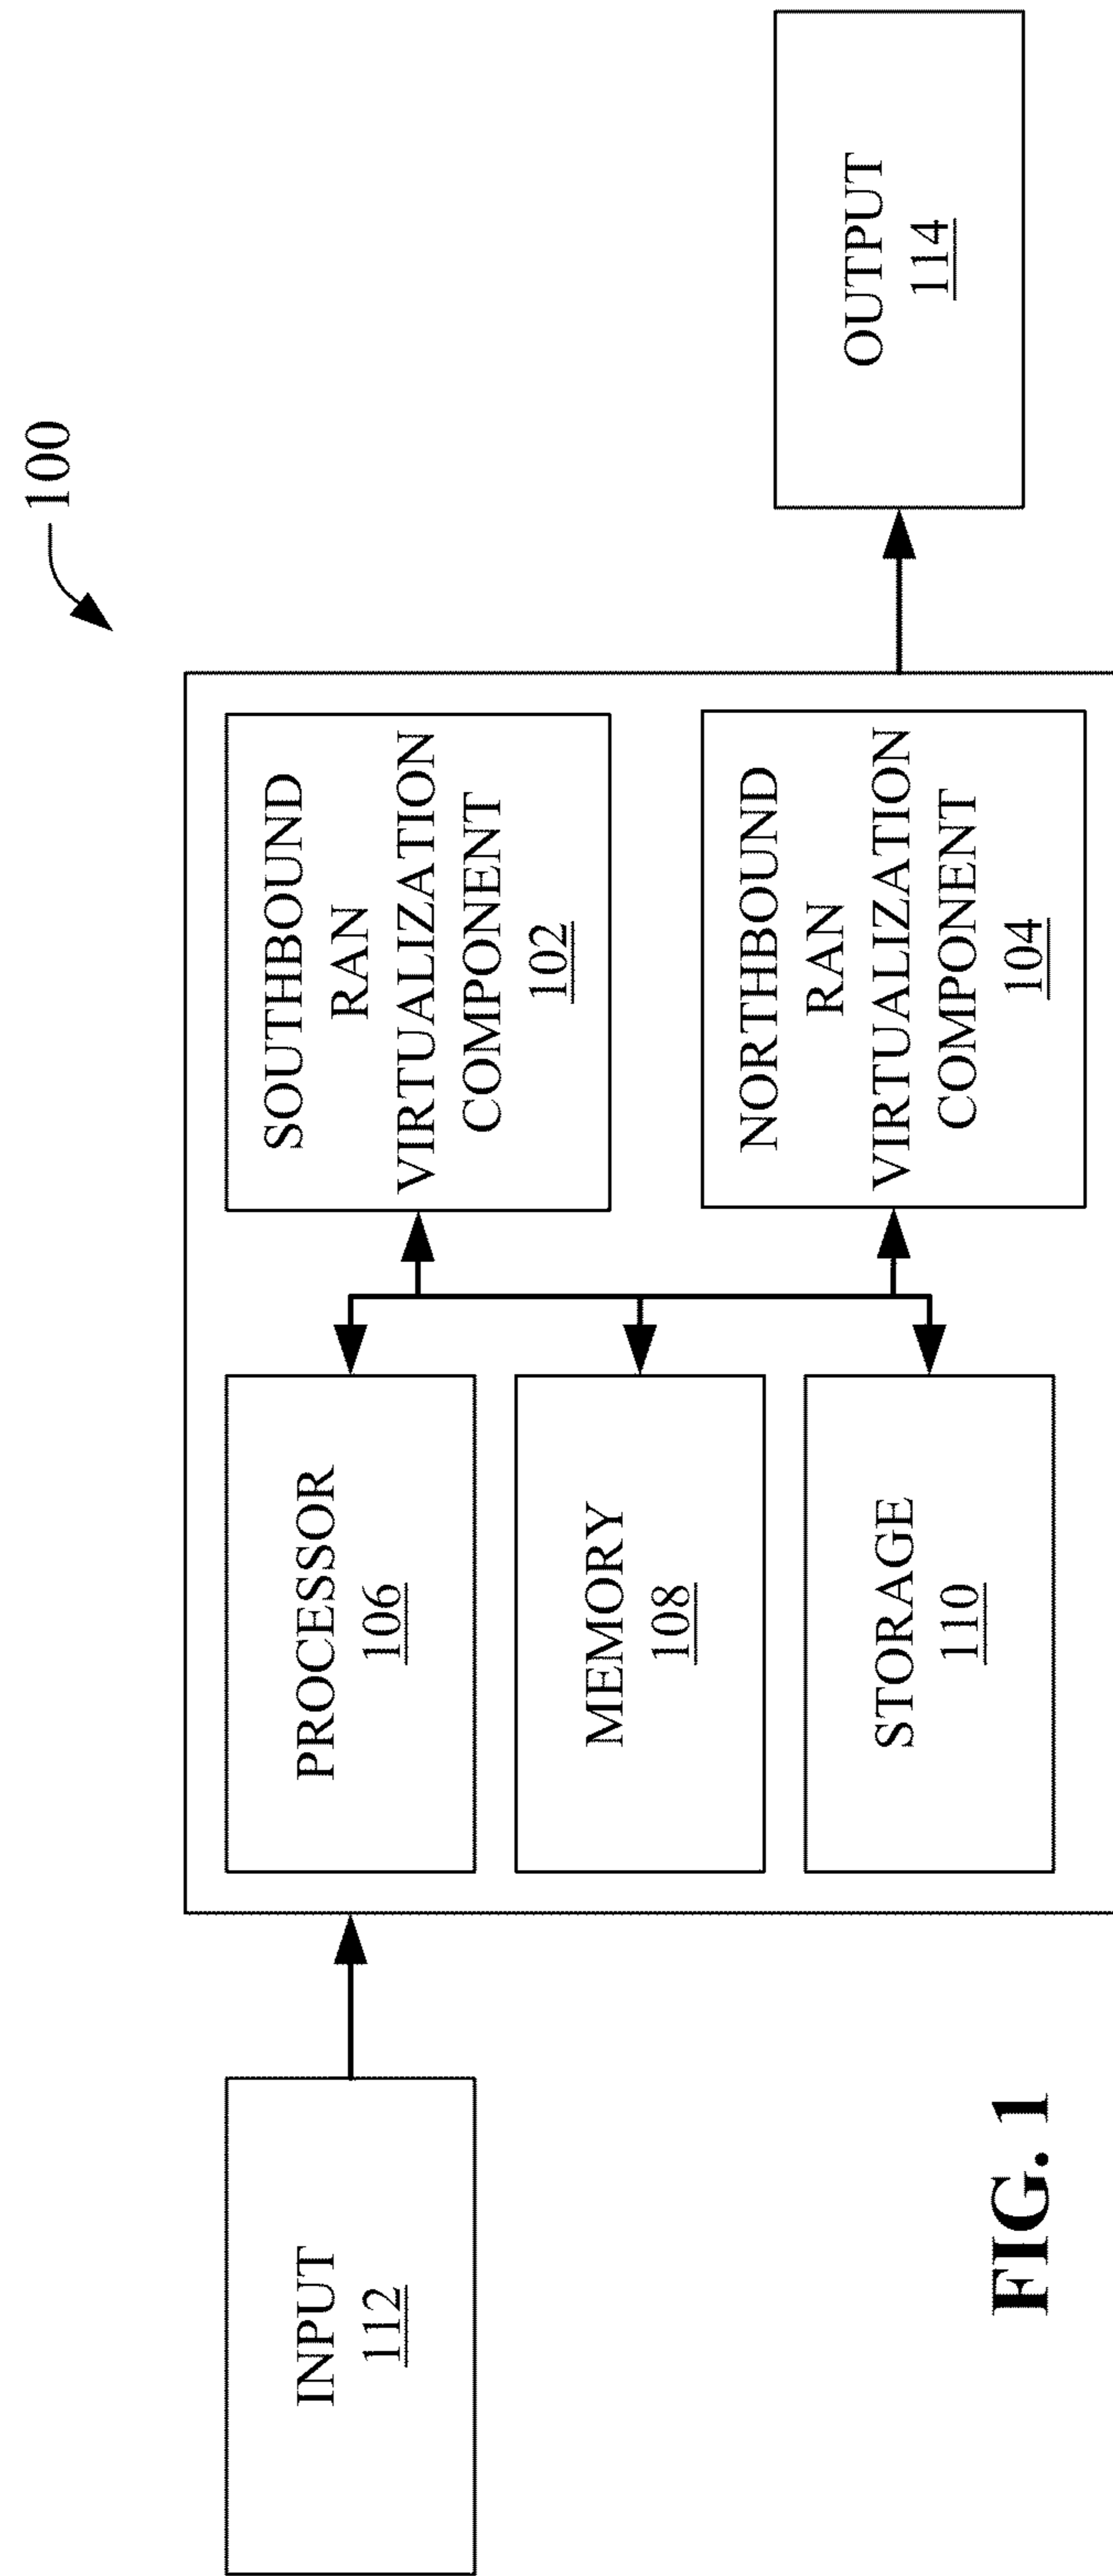 100
INPUT
112
PROCESSOR
106
MEMORY
108
STORAGE
110
SOUTHBOUND
RAN
VIRTUALIZATION
COMPONENT
102
NORTHBOUND
RAN
VIRTUALIZATION
COMPONENT
104
OUTPUT
114
FIG. 1